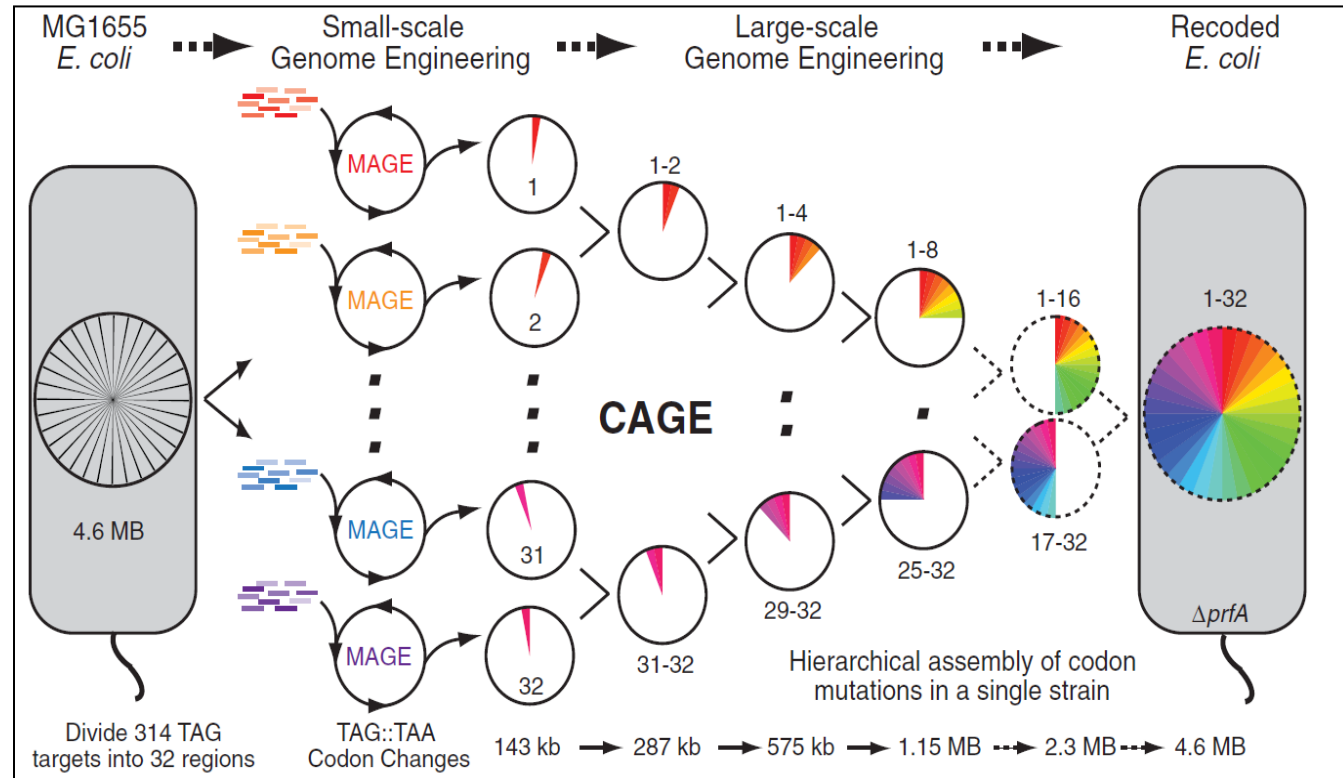 MG1655
E. coli
Small-scale
Genome Engineering
Large-scale
Genome Engineering
Recoded
E. coli
MAGE
1
1-2
MAGE
2
1-4
1-8
1-16
1-32
CAGE
4.6 MB
MAGE
31
17-32
25-32
29-32
MAGE
32
31-32
ΔprfA
Hierarchical assembly of codon
mutations in a single strain
Divide 314 TAG
targets into 32 regions
TAG::TAA
Codon Changes
143 kb
287 kb
575 kb
1.15 MB
2.3 MB
4.6 MB